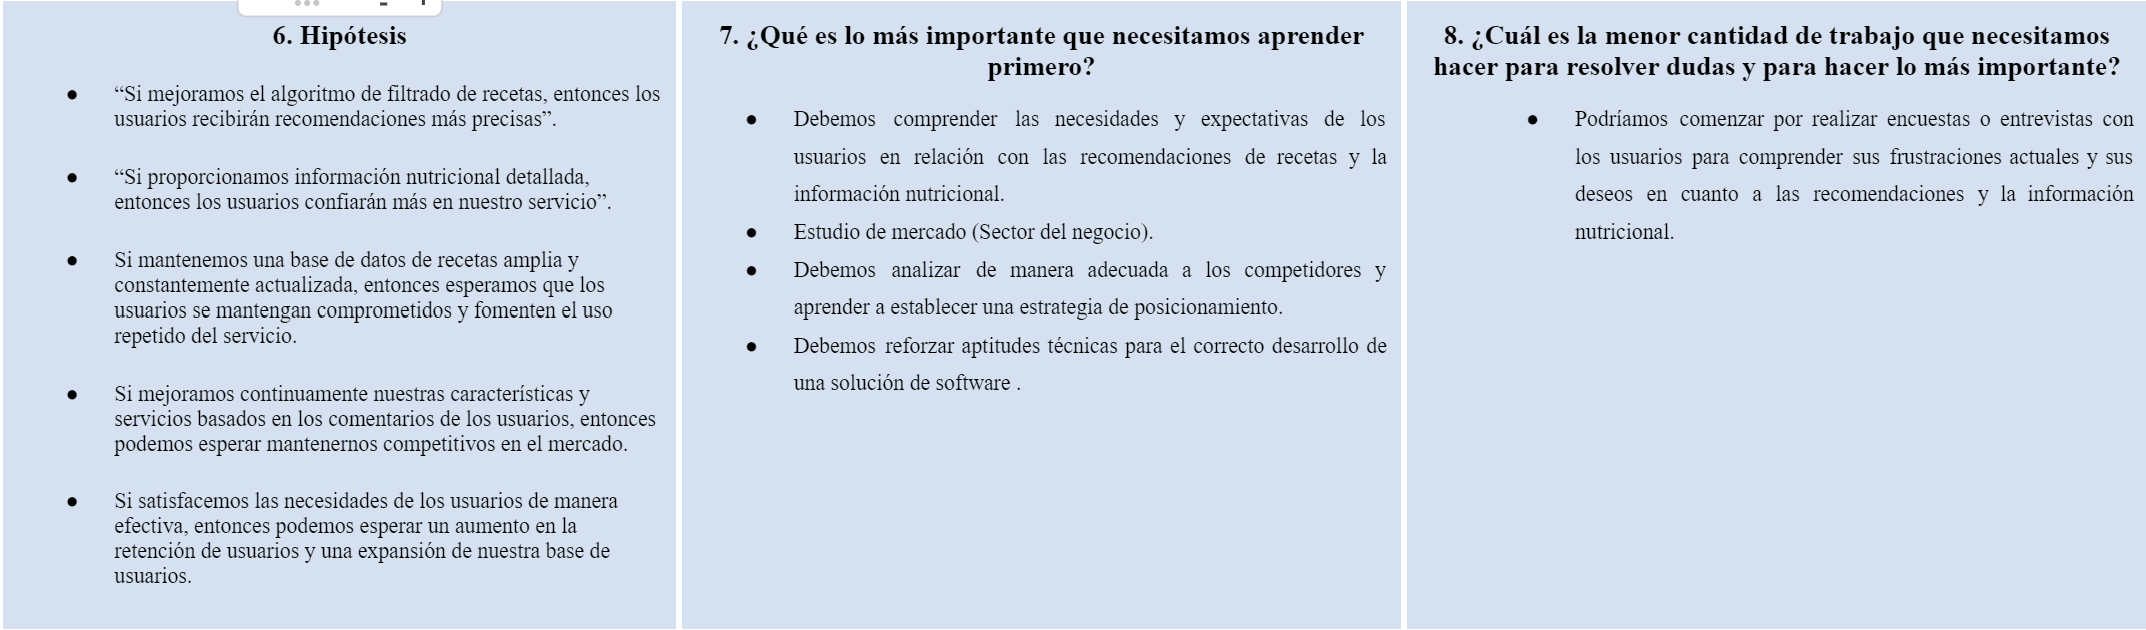 6. Hipótesis
● “Si mejoramos el algoritmo de filtrado de recetas, entonces los
usuarios recibirán recomendaciones más precisas”.
● “Si proporcionamos información nutricional detallada,
entonces los usuarios confiarán más en nuestro servicio”.
● Si mantenemos una base de datos de recetas amplia y
constantemente actualizada, entonces esperamos que los
usuarios se mantengan comprometidos y fomenten el uso
repetido del servicio.
● Si mejoramos continuamente nuestras características y
servicios basados en los comentarios de los usuarios, entonces
podemos esperar mantenernos competitivos en el mercado.
● Si satisfacemos las necesidades de los usuarios de manera
efectiva, entonces podemos esperar un aumento en la
retención de usuarios y una expansión de nuestra base de
usuarios.
7. ¿Qué es lo más importante que necesitamos aprender
primero?
● Debemos comprender las necesidades y expectativas de los
usuarios en relación con las recomendaciones de recetas y la
información nutricional.
● Estudio de mercado (Sector del negocio).
● Debemos analizar de manera adecuada a los competidores y
aprender a establecer una estrategia de posicionamiento.
● Debemos reforzar aptitudes técnicas para el correcto desarrollo de
una solución de software .
8. ¿Cuál es la menor cantidad de trabajo que necesitamos
hacer para resolver dudas y para hacer lo más importante?
● Podríamos comenzar por realizar encuestas o entrevistas con
los usuarios para comprender sus frustraciones actuales y sus
deseos en cuanto a las recomendaciones y la información
nutricional.